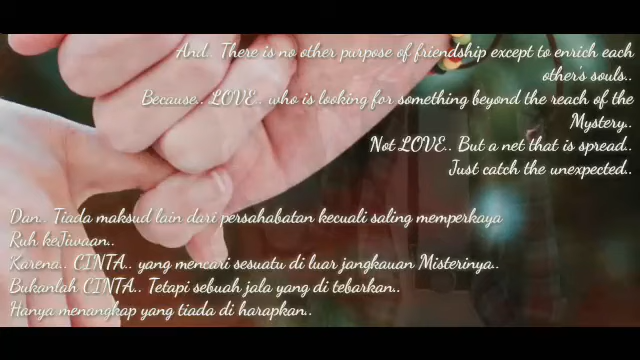 And.. There is no other purpose of friendship except to enrich each
other's souls..
Because.. LOVE.. who is looking for something beyond the reach of the
Mystery..
Not LOVE.. But a net that is spread..
Just catch the unexpected..
Dan.. Tiada maksud lain dari persahabatan kecuali saling memperkaya
Ruh keJiwaan..
Karena.. CINTA.. yang mencari sesuatu di luar jangkauan Misterinya..
Bukanlah CINTA.. Tetapi sebuah jala yang di tebarkan..
Hanya menangkap yang tiada di harapkan..